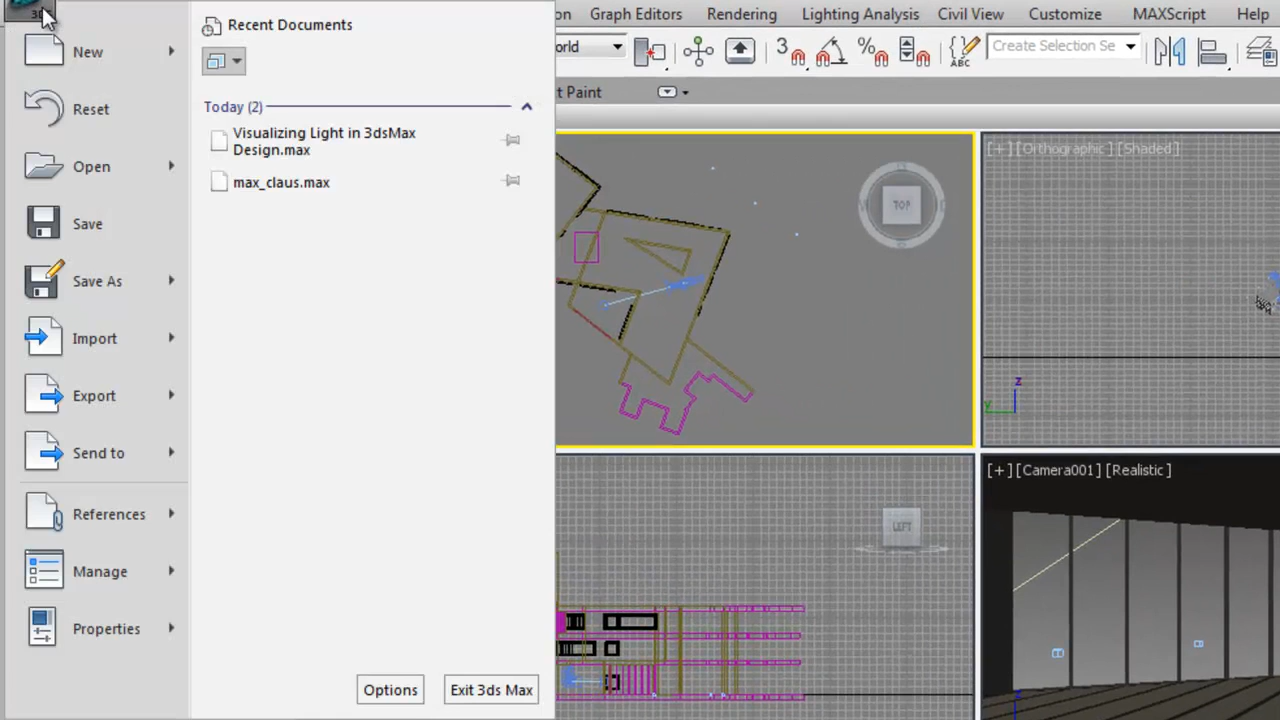 Recent Documents
New
Reset
Open
Save
Save As
Import
Export
Send to
References
Manage
Properties
Today (2)
Visualizing Light in 3dsMax
Design.max
max_claus.max
Options
Exit 3ds Max
Graph Editors
Rendering
Lighting Analysis
Civil View
Customize
MAXScript
Help
3
%
ABC
Create Selection Se
t Paint
TOP
[+][Orthographic][Shaded]
z
y
LEFT
[+][Camera001][Realistic]